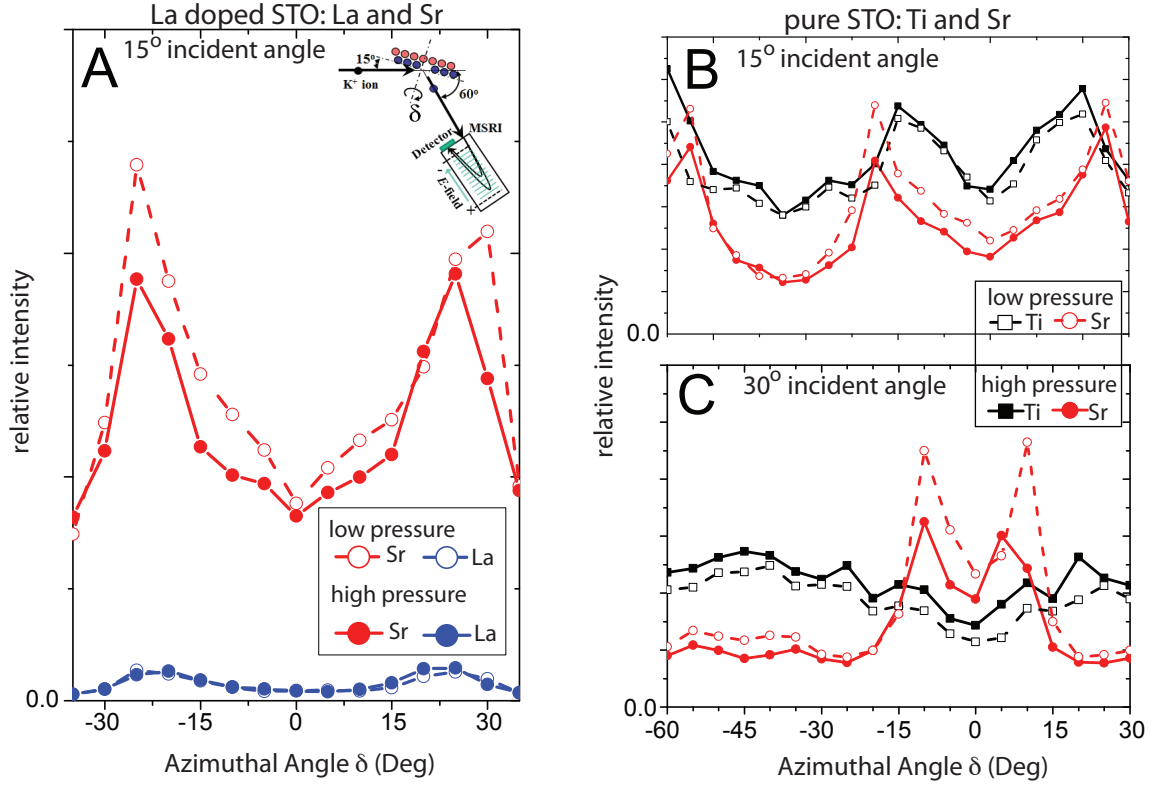 La doped STO: La and Sr
A
15° incident angle
15°
K⁺ ion
60°
δ
MSRI
Detector
- E-field +
relative intensity
low pressure
Sr La
high pressure
Sr La
0.0
-30 -15 0 15 30
Azimuthal Angle δ (Deg)
pure STO: Ti and Sr
B
15° incident angle
relative intensity
0.0
low pressure
Ti Sr
C
30° incident angle
high pressure
Ti Sr
0.0
-60 -45 -30 -15 0 15 30
Azimuthal Angle δ (Deg)